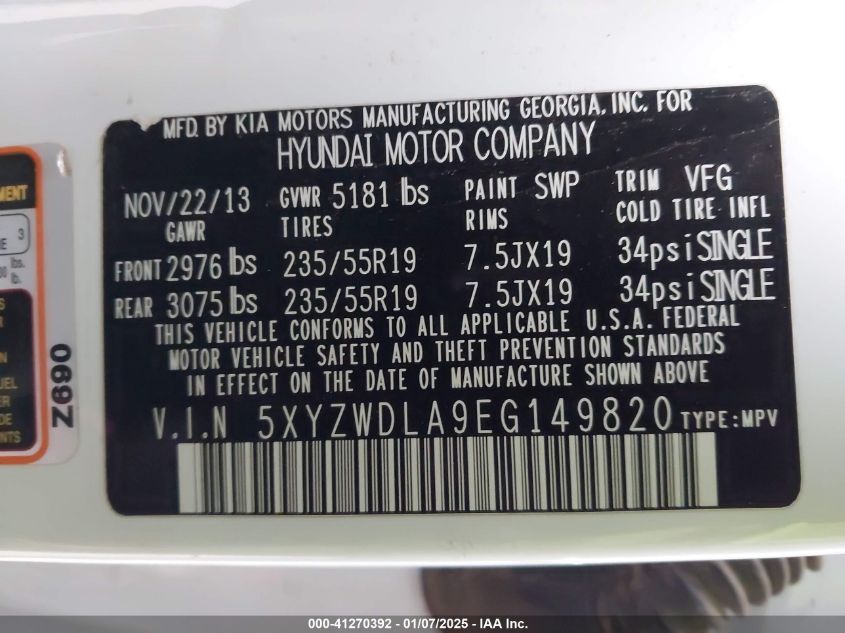 MFD. BY KIA MOTORS MANUFACTURING GEORGIA, INC. FOR
HYUNDAI MOTOR COMPANY
NOV/22/13 GVWR 5181 lbs PAINT SWP TRIM VFG
GAWR TIRES RIMS COLD TIRE INFL
FRONT 2976 lbs 235/55R19 7.5JX19 34psi SINGLE
REAR 3075 lbs 235/55R19 7.5JX19 34psi SINGLE
THIS VEHICLE CONFORMS TO ALL APPLICABLE U.S.A. FEDERAL
MOTOR VEHICLE SAFETY AND THEFT PREVENTION STANDARDS
IN EFFECT ON THE DATE OF MANUFACTURE SHOWN ABOVE
V.I.N 5XYZWDLA9EG149820 TYPE:MPV
3
lbs.
lb.
Z690
000-41270392 - 01/07/2025 - IAA Inc.